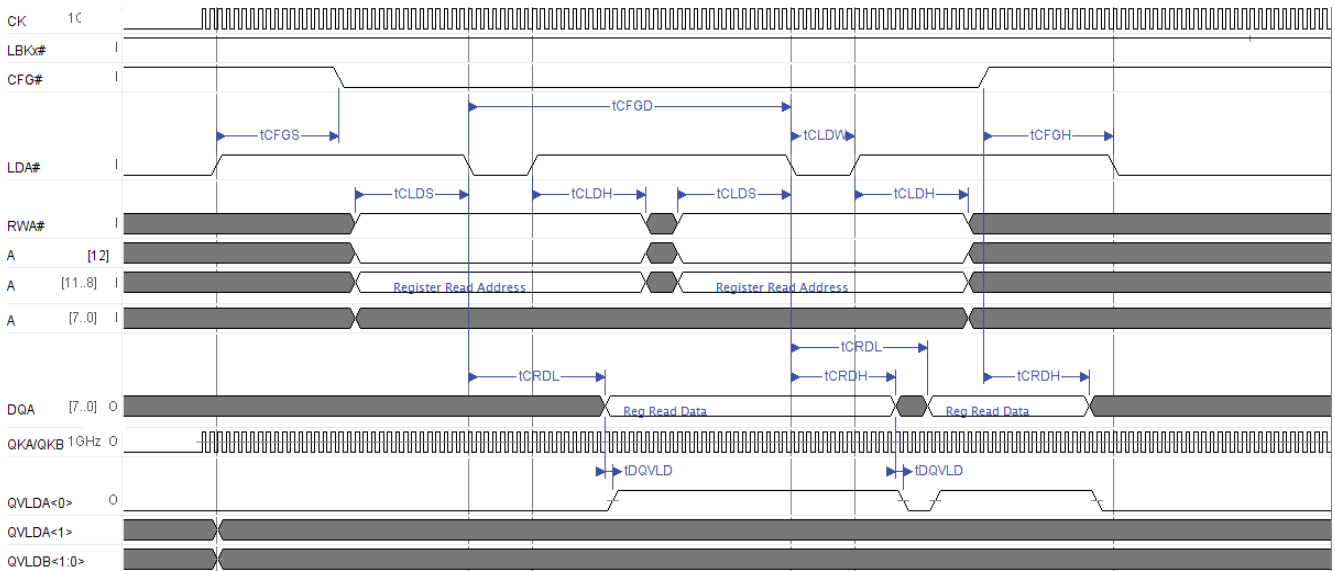 CK 1G
LBKx# I
CFG# I
tCFGD
tCFGS tCLDW tCFGH
LDA# I
tCLDS tCLDH tCLDS tCLDH
RWA# I
A [12]
A [11..8] I Register Read Address Register Read Address
A [7..0] I
tCRDL
tCRDL tCRDH tCRDH
DQA [7..0] O Reg Read Data Reg Read Data
QKA/QKB 1GHz O
tDQVLD tDQVLD
QVLDA<0> O
QVLDA<1>
QVLDB<1:0>